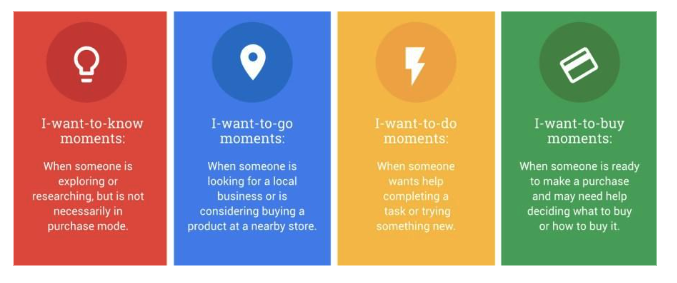 I-want-to-know
moments:
When someone is
exploring or
researching, but is not
necessarily in
purchase mode.
I-want-to-go
moments:
When someone is
looking for a local
business or is
considering buying a
product at a nearby store.
I-want-to-do
moments:
When someone
wants help
completing a
task or trying
something new.
I-want-to-buy
moments:
When someone is ready
to make a purchase
and may need help
deciding what to buy
or how to buy it.